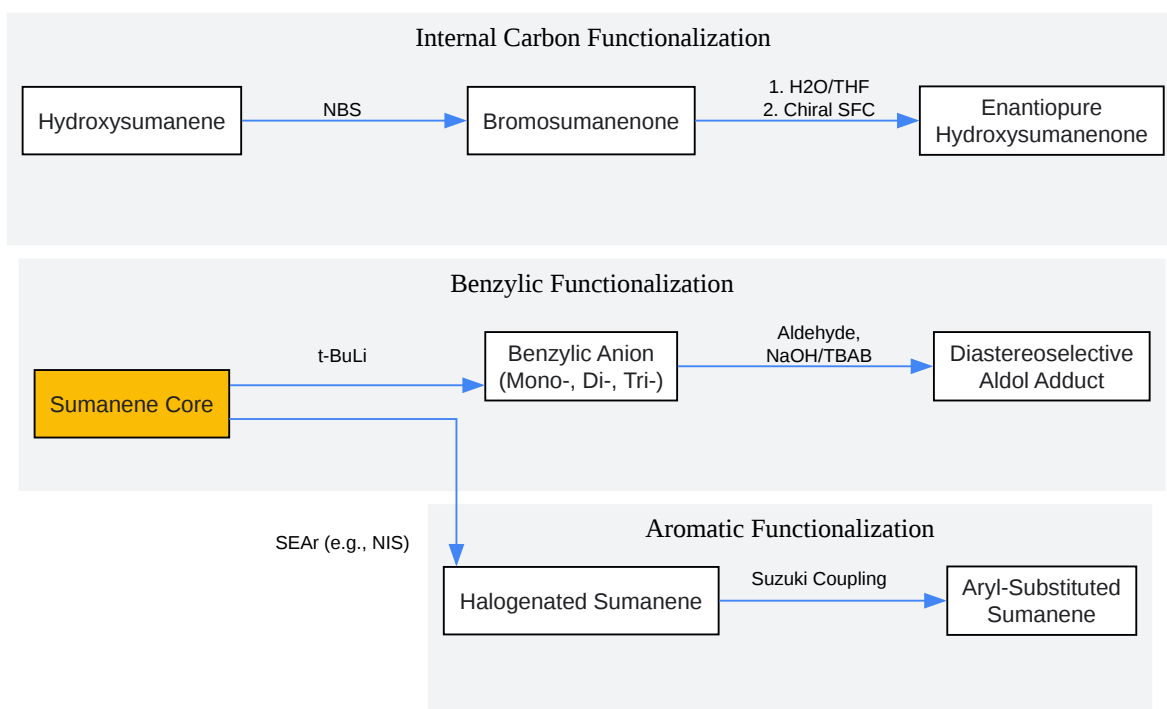 Internal Carbon Functionalization
Hydroxysumanene
NBS
Bromosumanenone
1. H2O/THF
2. Chiral SFC
Enantiopure
Hydroxysumanenone
Benzylic Functionalization
Sumanene Core
t-BuLi
Benzylic Anion
(Mono-, Di-, Tri-)
Aldehyde,
NaOH/TBAB
Diastereoselective
Aldol Adduct
SEAr (e.g., NIS)
Aromatic Functionalization
Halogenated Sumanene
Suzuki Coupling
Aryl-Substituted
Sumanene